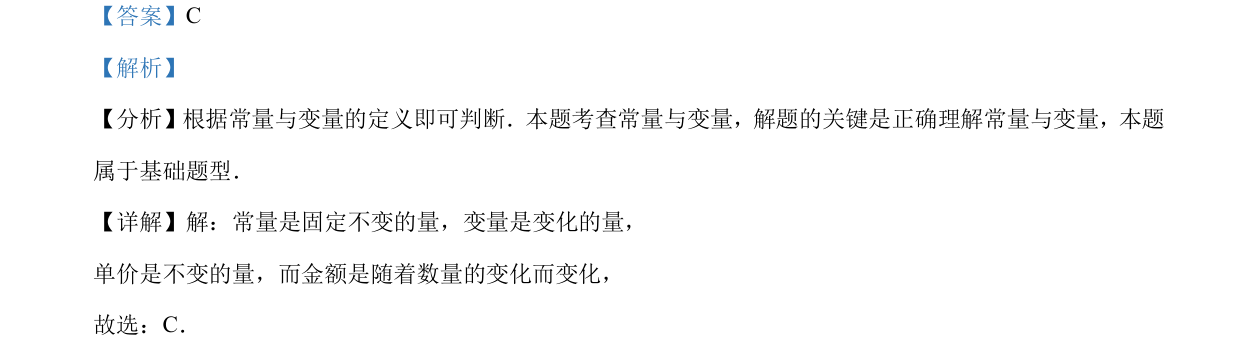 【答案】C
【解析】
【分析】根据常量与变量的定义即可判断．本题考查常量与变量，解题的关键是正确理解常量与变量，本题
属于基础题型．
【详解】解：常量是固定不变的量，变量是变化的量，
单价是不变的量，而金额是随着数量的变化而变化，
故选：C．